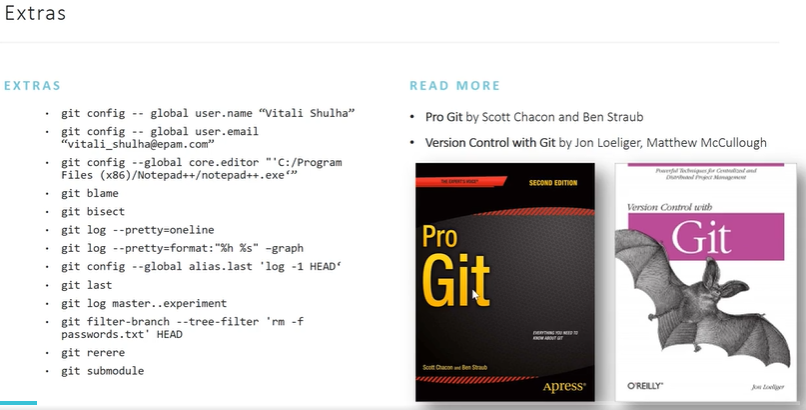 Extras
EXTRAS
• git config -- global user.name “Vitali Shulha”
• git config -- global user.email
“vitali_shulha@epam.com”
• git config --global core.editor "'C:/Program
Files (x86)/Notepad++/notepad++.exe‘”
• git blame
• git bisect
• git log --pretty=oneline
• git log --pretty=format:"%h %s" –graph
• git config --global alias.last 'log -1 HEAD‘
• git last
• git log master..experiment
• git filter-branch --tree-filter 'rm -f
passwords.txt' HEAD
• git rerere
• git submodule
READ MORE
• Pro Git by Scott Chacon and Ben Straub
• Version Control with Git by Jon Loeliger, Matthew McCullough
THE EXPERT'S VOICE®
SECOND EDITION
Pro
Git
EVERYTHING YOU NEED TO
KNOW ABOUT GIT
Scott Chacon and Ben Straub
Apress®
Powerful Techniques for Centralized and
Distributed Project Management
Version Control with
Git
O'REILLY®
Jon Loeliger